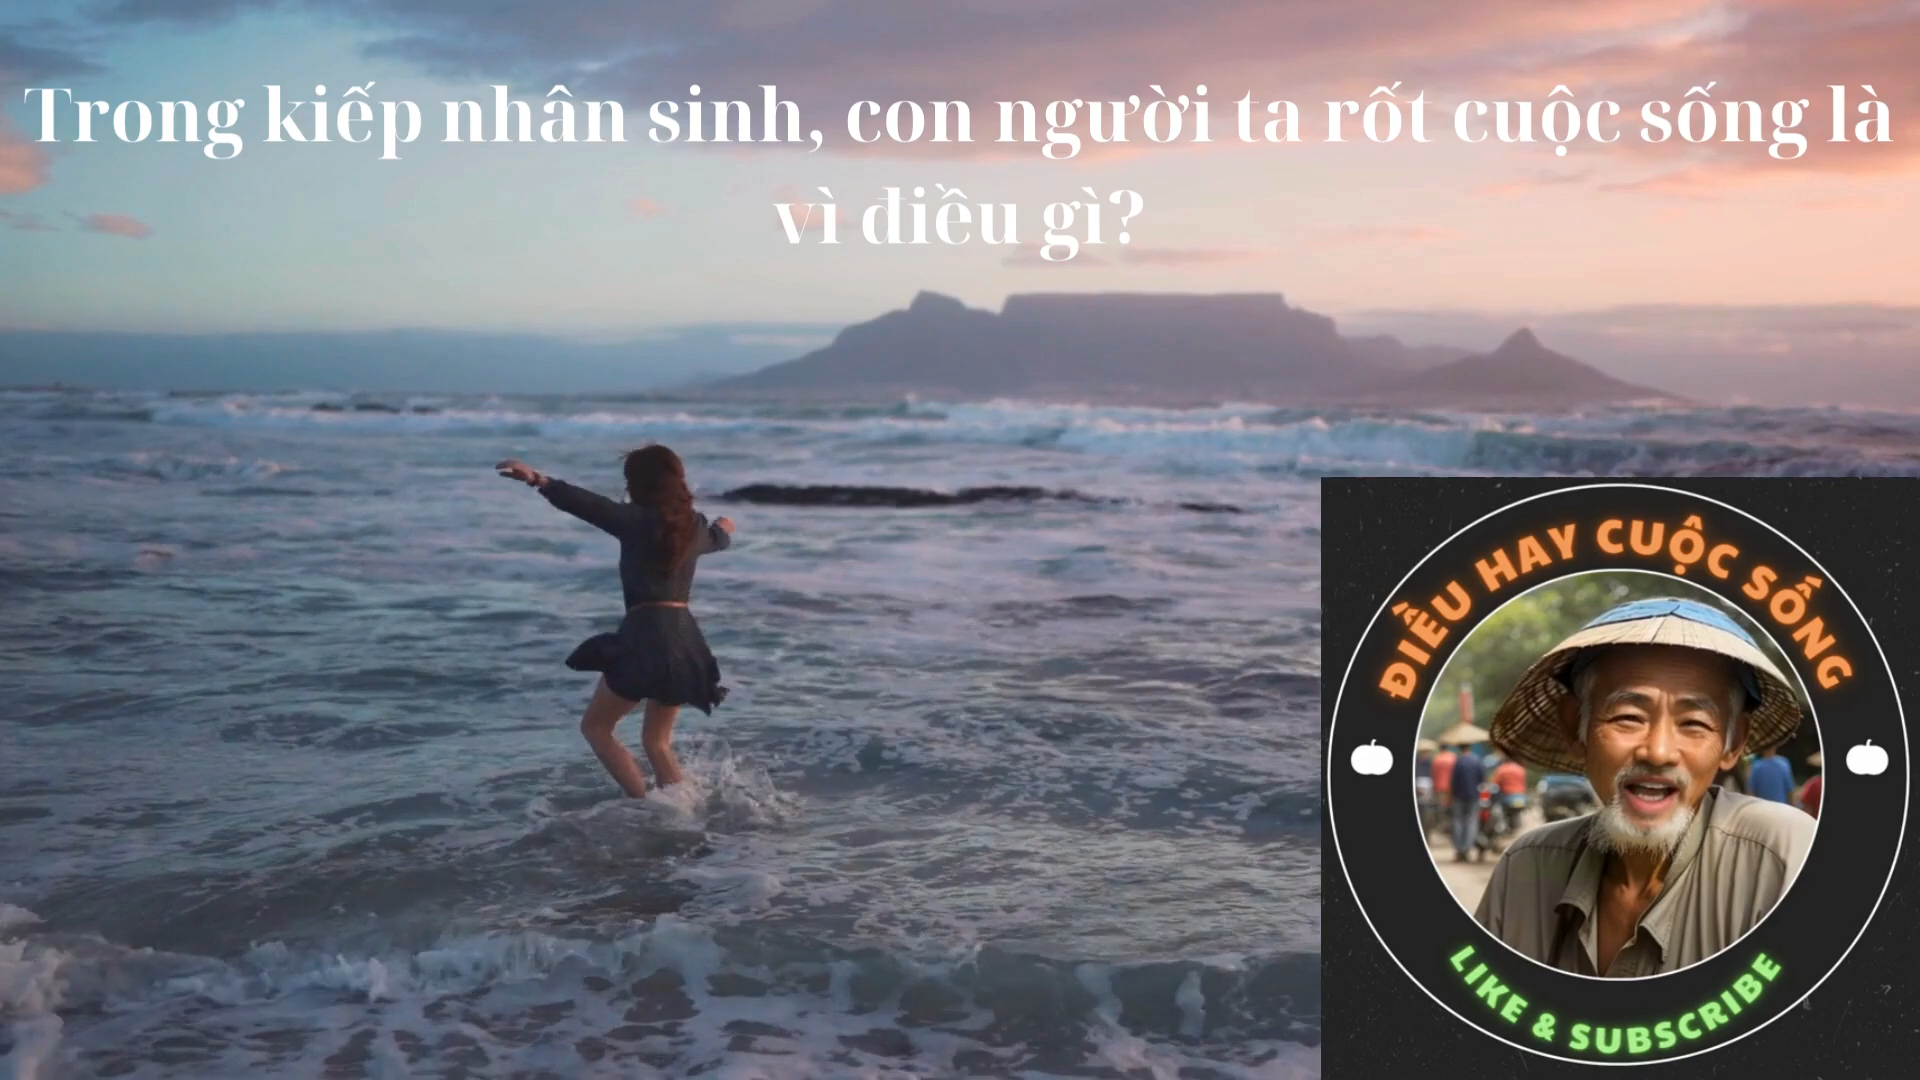 Trong kiếp nhân sinh, con người ta rốt cuộc sống là
vì điều gì?
ĐIỀU HAY CUỘC SỐNG
LIKE & SUBSCRIBE